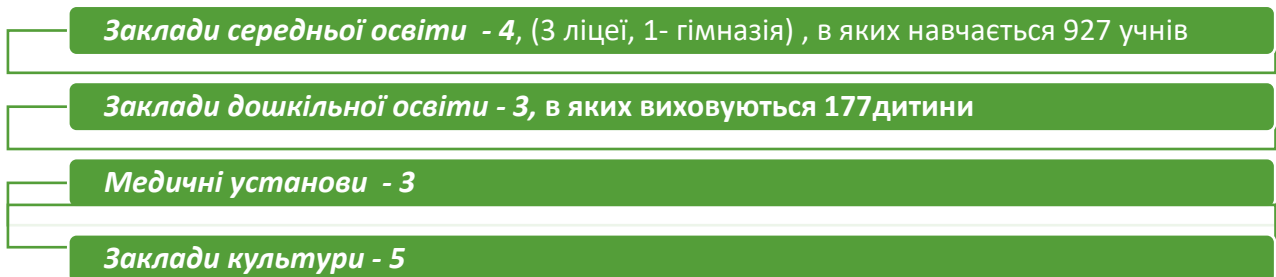 Заклади середньої освіти - 4, (3 ліцеї, 1- гімназія) , в яких навчається 927 учнів
Заклади дошкільної освіти - 3, в яких виховуються 177дитини
Медичні установи - 3
Заклади культури - 5